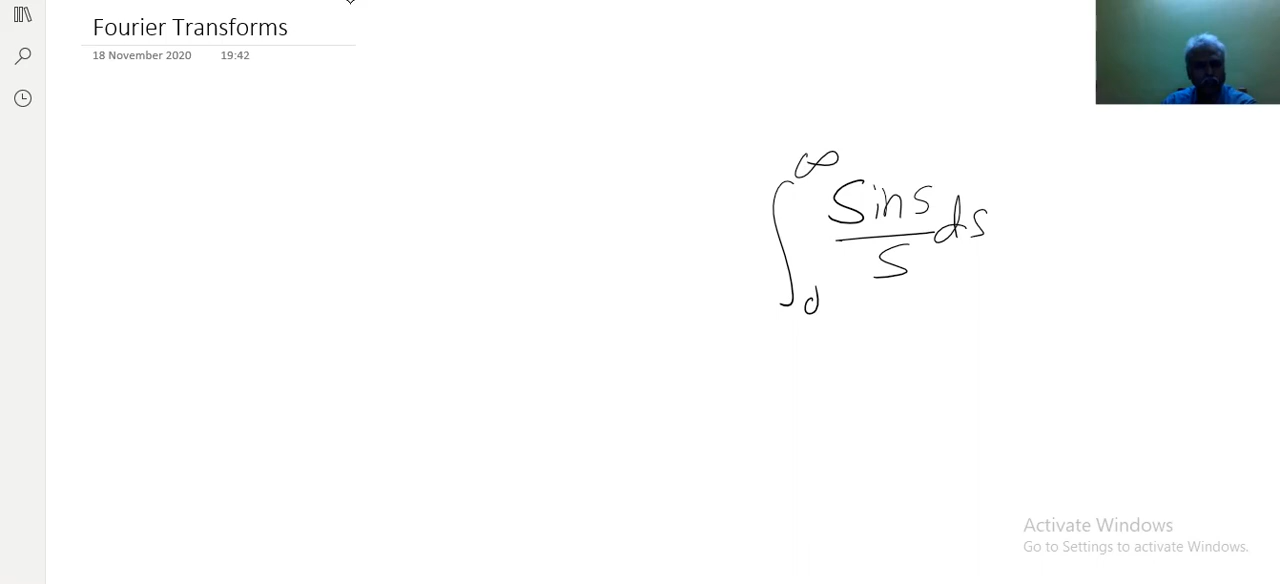 Fourier Transforms
18 November 2020 19:42
∞
Sin s
ds
s
0
Activate Windows
Go to Settings to activate Windows.